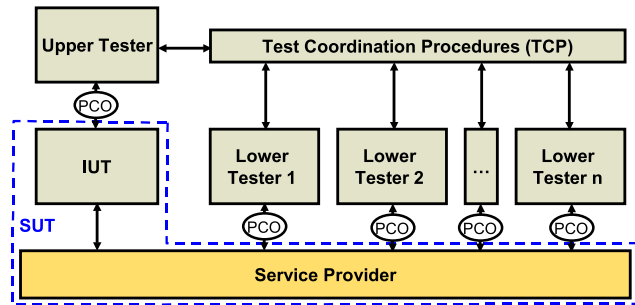 Upper Tester
Test Coordination Procedures (TCP)
PCO
IUT
Lower
Tester 1
Lower
Tester 2
...
Lower
Tester n
SUT
PCO
PCO
PCO
PCO
Service Provider